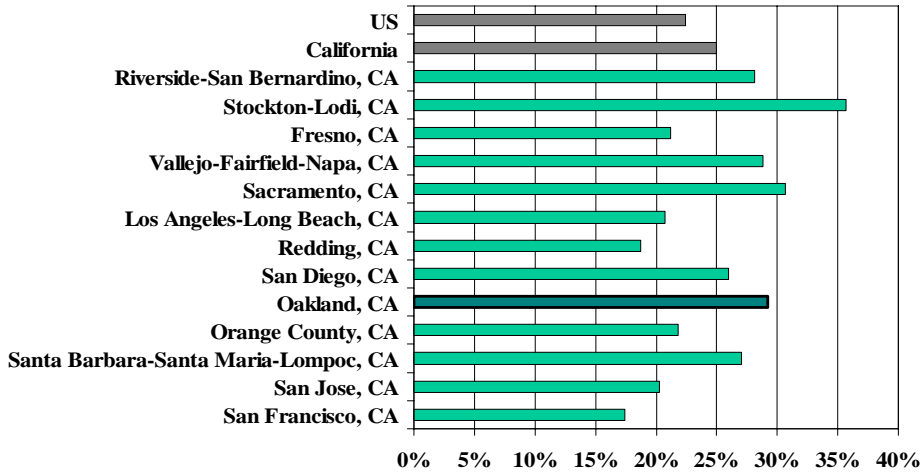 US
California
Riverside-San Bernardino, CA
Stockton-Lodi, CA
Fresno, CA
Vallejo-Fairfield-Napa, CA
Sacramento, CA
Los Angeles-Long Beach, CA
Redding, CA
San Diego, CA
Oakland, CA
Orange County, CA
Santa Barbara-Santa Maria-Lompoc, CA
San Jose, CA
San Francisco, CA
0% 5% 10% 15% 20% 25% 30% 35% 40%